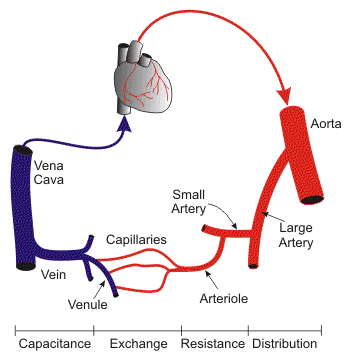 Aorta
Vena
Cava
Small
Artery
Large
Artery
Capillaries
Vein
Venule
Arteriole
Capacitance
Exchange
Resistance
Distribution